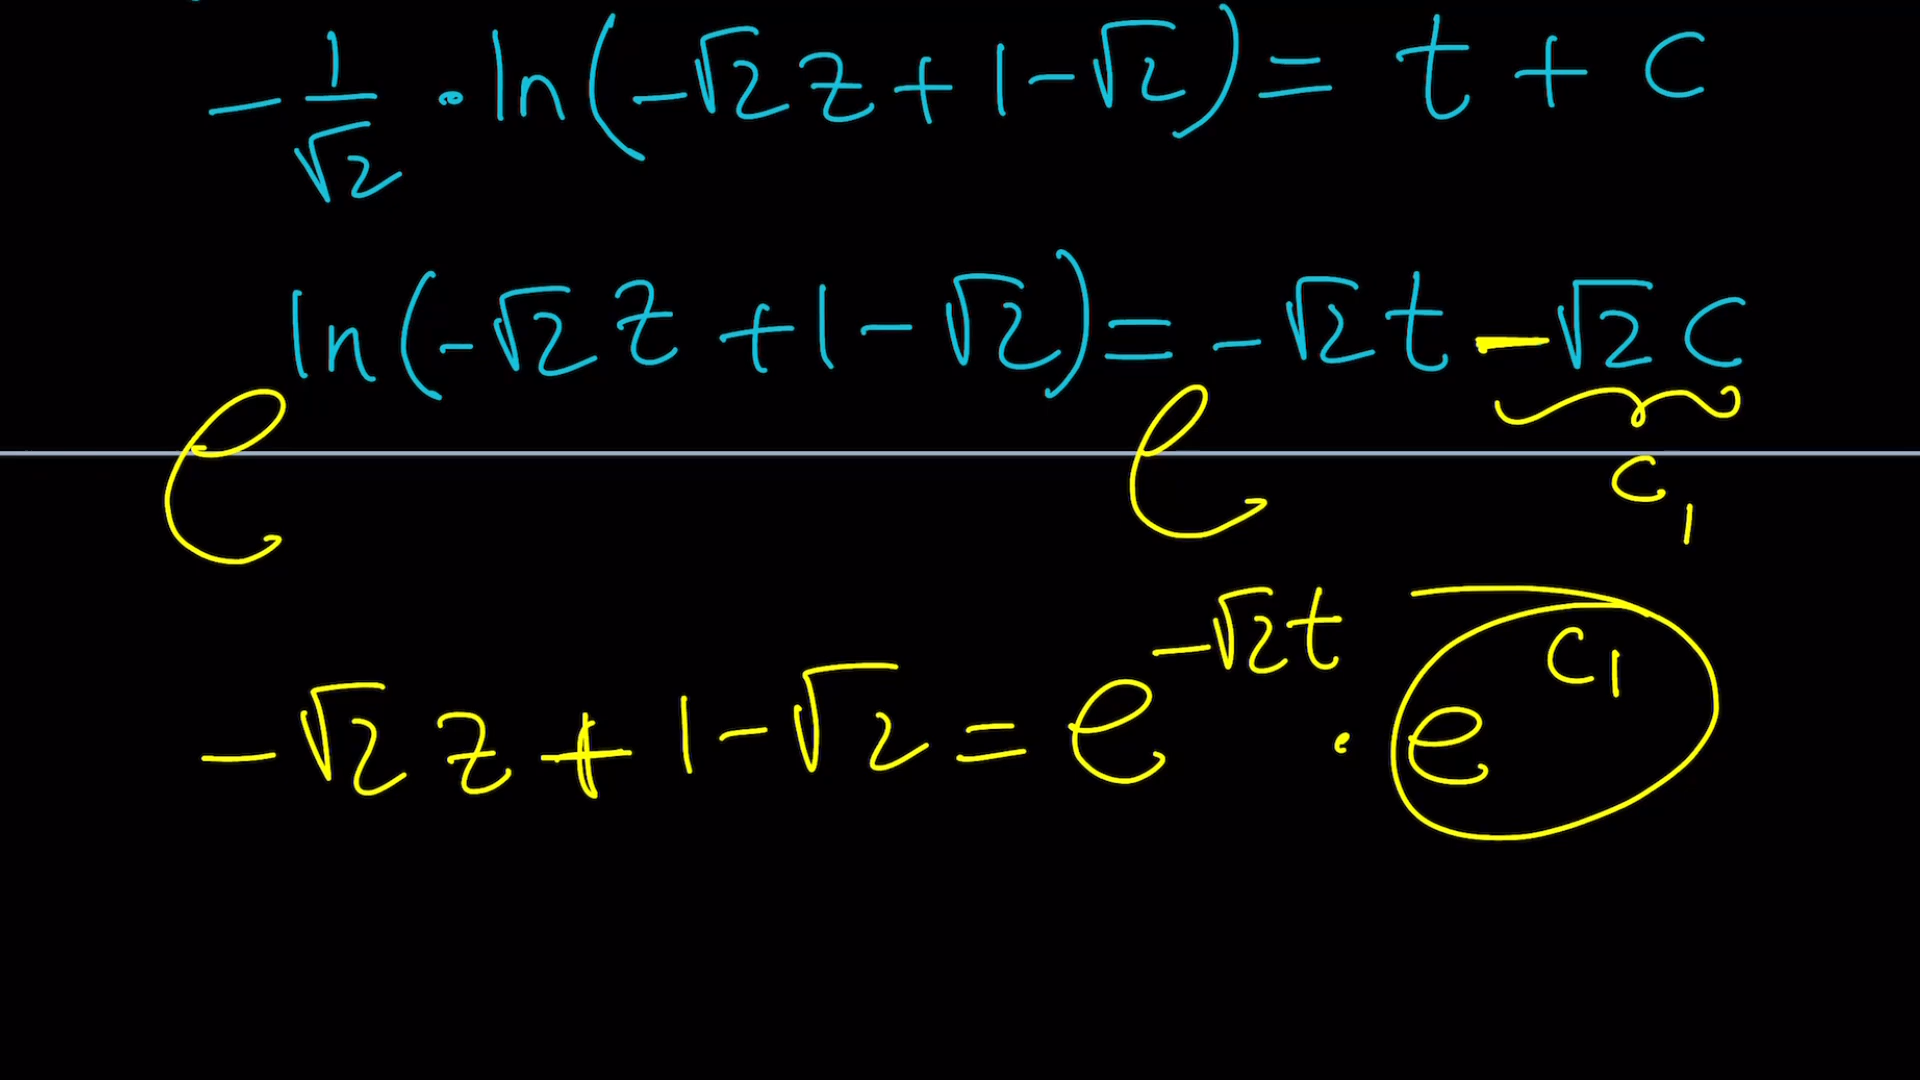 -1/√2 · ln(-√2 z + 1 - √2) = t + c
ln(-√2 z + 1 - √2) = -√2 t - √2 c
e e c₁
-√2 z + 1 - √2 = e^(-√2 t) · e^(c₁)